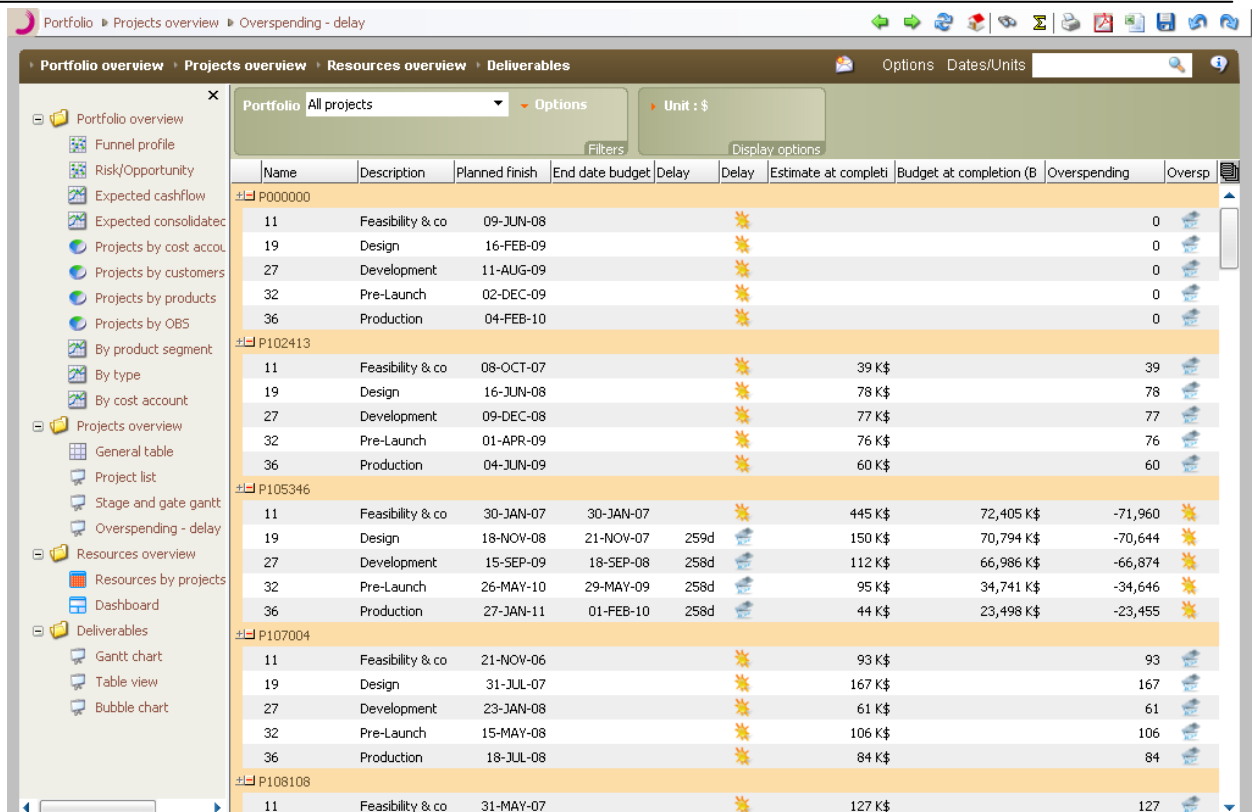 Portfolio Projects overview Overspending - delay
Portfolio overview Projects overview Resources overview Deliverables Options Dates/Units
Portfolio overview
Funnel profile
Risk/Opportunity
Expected cashflow
Expected consolidatec
Projects by cost accou
Projects by customers
Projects by products
Projects by OBS
By product segment
By type
By cost account
Projects overview
General table
Project list
Stage and gate gantt
Overspending - delay
Resources overview
Resources by projects
Dashboard
Deliverables
Gantt chart
Table view
Bubble chart
Portfolio All projects Options Unit : $
Filters Display options
Name Description Planned finish End date budget Delay Delay Estimate at completi Budget at completion (B Overspending Oversp
P000000
11 Feasibility & co 09-JUN-08 0
19 Design 16-FEB-09 0
27 Development 11-AUG-09 0
32 Pre-Launch 02-DEC-09 0
36 Production 04-FEB-10 0
P102413
11 Feasibility & co 08-OCT-07 39 K$ 39
19 Design 16-JUN-08 78 K$ 78
27 Development 09-DEC-08 77 K$ 77
32 Pre-Launch 01-APR-09 76 K$ 76
36 Production 04-JUN-09 60 K$ 60
P105346
11 Feasibility & co 30-JAN-07 30-JAN-07 445 K$ 72,405 K$ -71,960
19 Design 18-NOV-08 21-NOV-07 259d 150 K$ 70,794 K$ -70,644
27 Development 15-SEP-09 18-SEP-08 258d 112 K$ 66,986 K$ -66,874
32 Pre-Launch 26-MAY-10 29-MAY-09 258d 95 K$ 34,741 K$ -34,646
36 Production 27-JAN-11 01-FEB-10 258d 44 K$ 23,498 K$ -23,455
P107004
11 Feasibility & co 21-NOV-06 93 K$ 93
19 Design 31-JUL-07 167 K$ 167
27 Development 23-JAN-08 61 K$ 61
32 Pre-Launch 15-MAY-08 106 K$ 106
36 Production 18-JUL-08 84 K$ 84
P108108
11 Feasibility & co 31-MAY-07 127 K$ 127